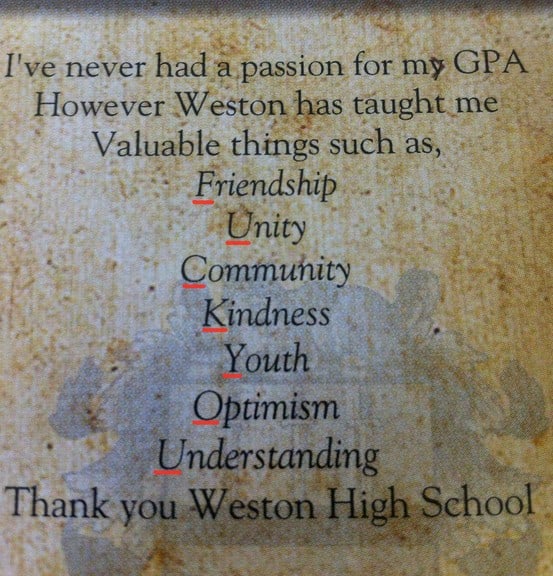 I've never had a passion for my GPA
However Weston has taught me
Valuable things such as,
Friendship
Unity
Community
Kindness
Youth
Optimism
Understanding
Thank you Weston High School